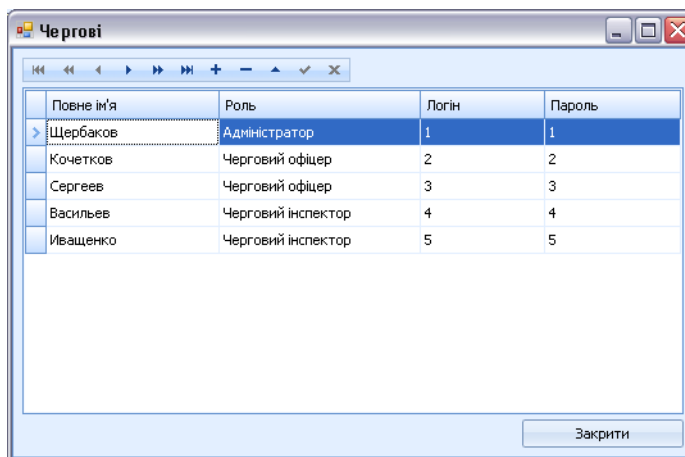 Чергові
Повне ім'я Роль Логін Пароль
Щербаков Адміністратор 1 1
Кочетков Черговий офіцер 2 2
Сергеев Черговий офіцер 3 3
Васильев Черговий інспектор 4 4
Иващенко Черговий інспектор 5 5
Закрити